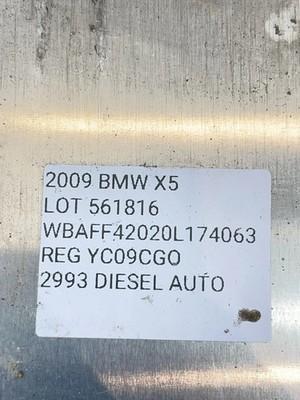 2009 BMW X5
LOT 561816
WBAFF42020L174063
REG YC09CGO
2993 DIESEL AUTO